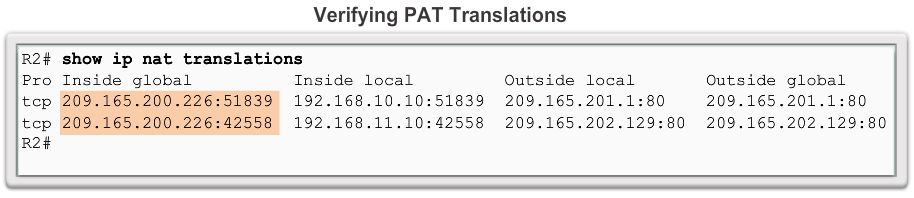 Verifying PAT Translations
R2# show ip nat translations
Pro Inside global Inside local Outside local Outside global
tcp 209.165.200.226:51839 192.168.10.10:51839 209.165.201.1:80 209.165.201.1:80
tcp 209.165.200.226:42558 192.168.11.10:42558 209.165.202.129:80 209.165.202.129:80
R2#